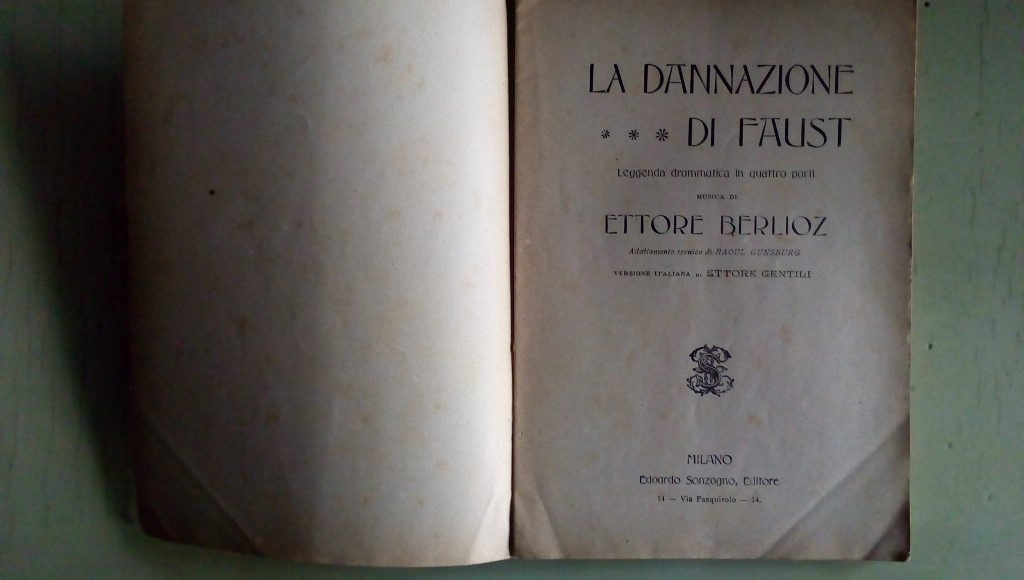 LA DANNAZIONE
*** DI FAUST
Leggenda drammatica in quattro parti
MUSICA DI
ETTORE BERLIOZ
Adattamento scenico di RAOUL GUNSBURG
VERSIONE ITALIANA DI ETTORE GENTILI
MILANO
Edoardo Sonzogno, Editore
14 — Via Pasquirolo — 14.